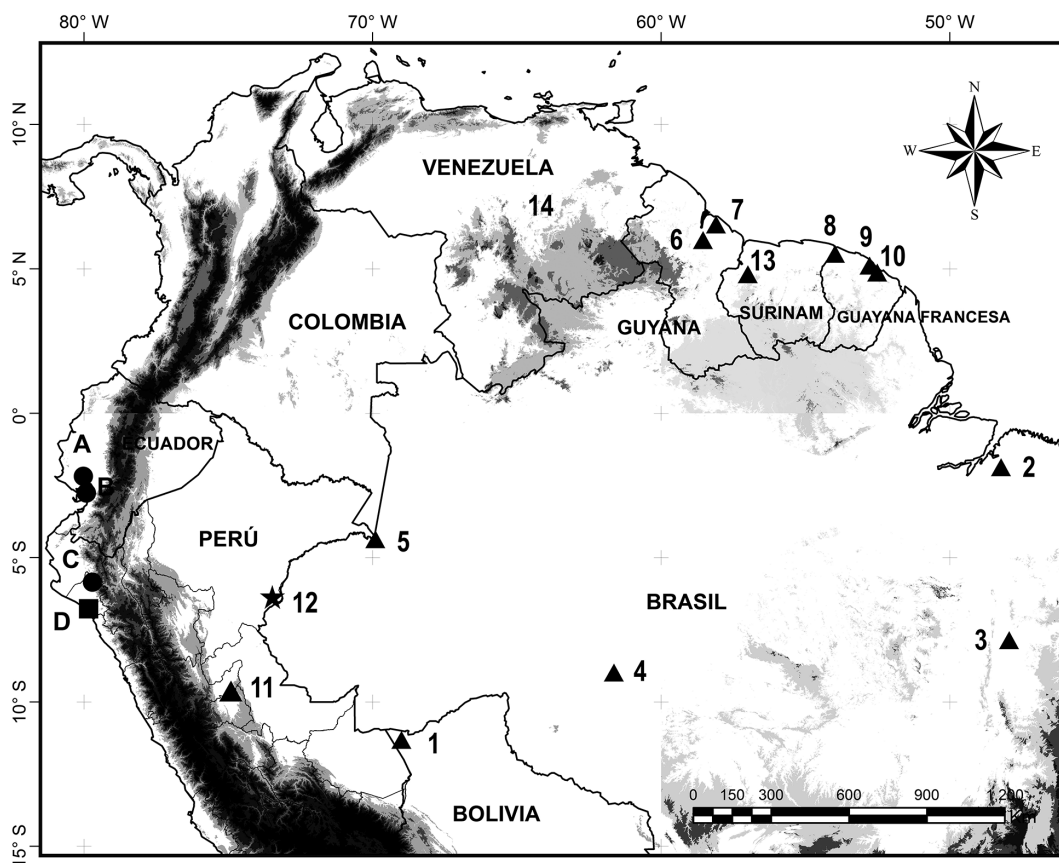 80° W 70° W 60° W 50° W
N
W E
S
10° N
VENEZUELA
14
7
6
8
9
10
13
5° N
SURINAM
GUAYANA FRANCESA
COLOMBIA
GUYANA
0°
ECUADOR
A
B
2
PERÚ
5
5° S
C
12
BRASIL
D
3
4
11
10° S
1
0 150 300 600 900 1.200
BOLIVIA
15° S